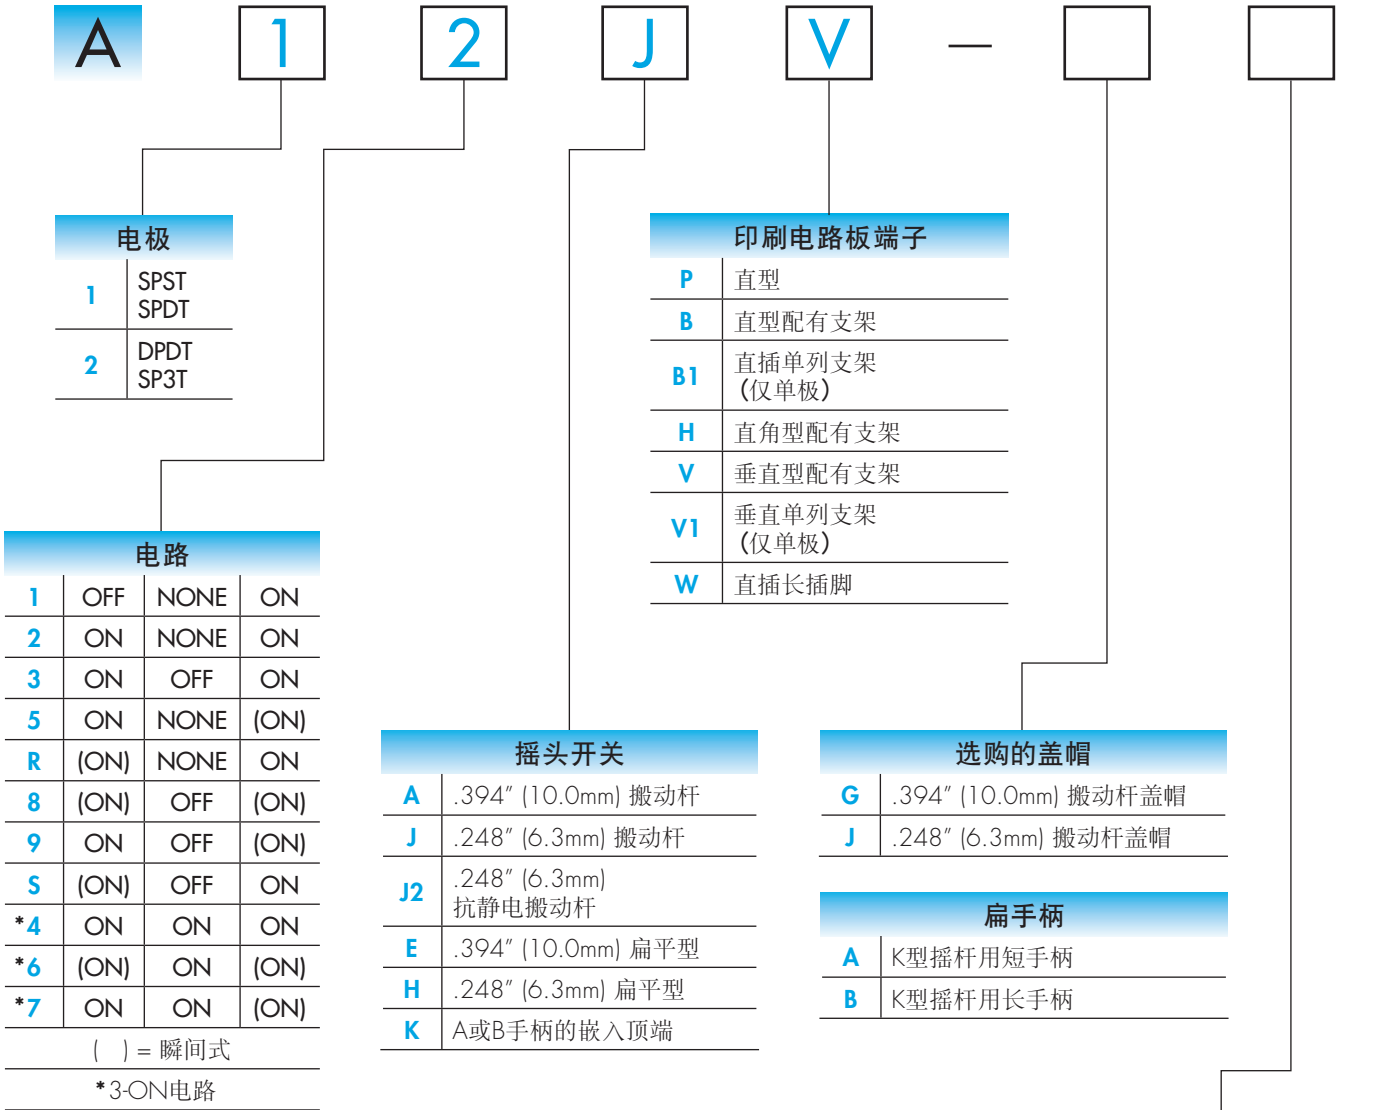 A 1 2 J V —
电极
1 SPST
SPDT
2 DPDT
SP3T
印刷电路板端子
P 直型
B 直型配有支架
B1 直插单列支架
(仅单极)
H 直角型配有支架
V 垂直型配有支架
V1 垂直单列支架
(仅单极)
W 直插长插脚
电路
1 OFF NONE ON
2 ON NONE ON
3 ON OFF ON
5 ON NONE (ON)
R (ON) NONE ON
8 (ON) OFF (ON)
9 ON OFF (ON)
S (ON) OFF ON
*4 ON ON ON
*6 (ON) ON (ON)
*7 ON ON (ON)
( ) = 瞬间式
*3-ON电路
摇头开关
A .394" (10.0mm) 搬动杆
J .248" (6.3mm) 搬动杆
J2 .248" (6.3mm)
抗静电搬动杆
E .394" (10.0mm) 扁平型
H .248" (6.3mm) 扁平型
K A或B手柄的嵌入顶端
选购的盖帽
G .394" (10.0mm) 搬动杆盖帽
J .248" (6.3mm) 搬动杆盖帽
扁手柄
A K型摇杆用短手柄
B K型摇杆用长手柄